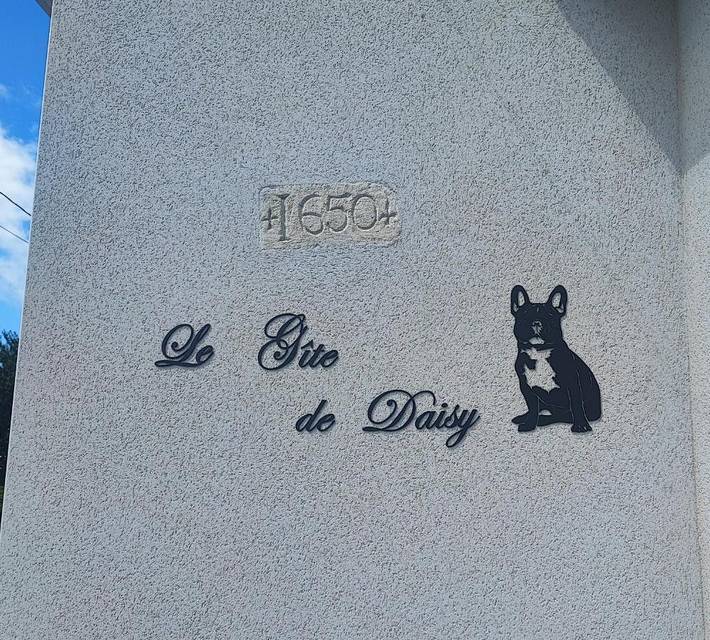 +1650+
Le Gîte
de Daisy